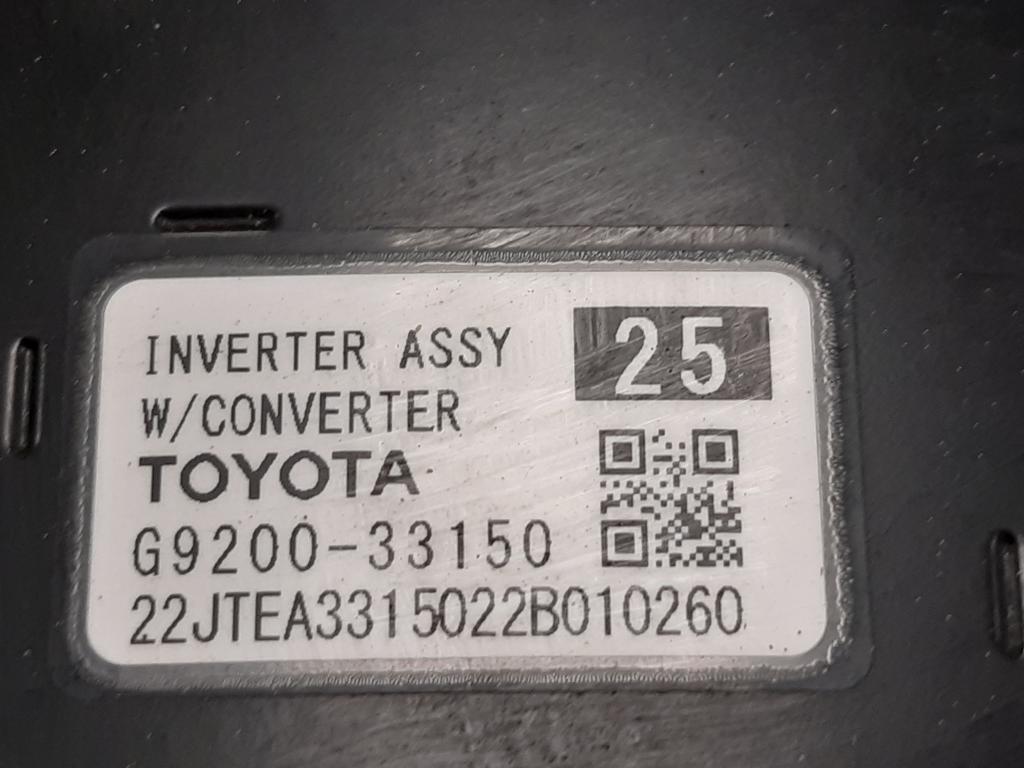 INVERTER ASSY 25
W/CONVERTER
TOYOTA
G9200-33150
22JTEA3315022B010260